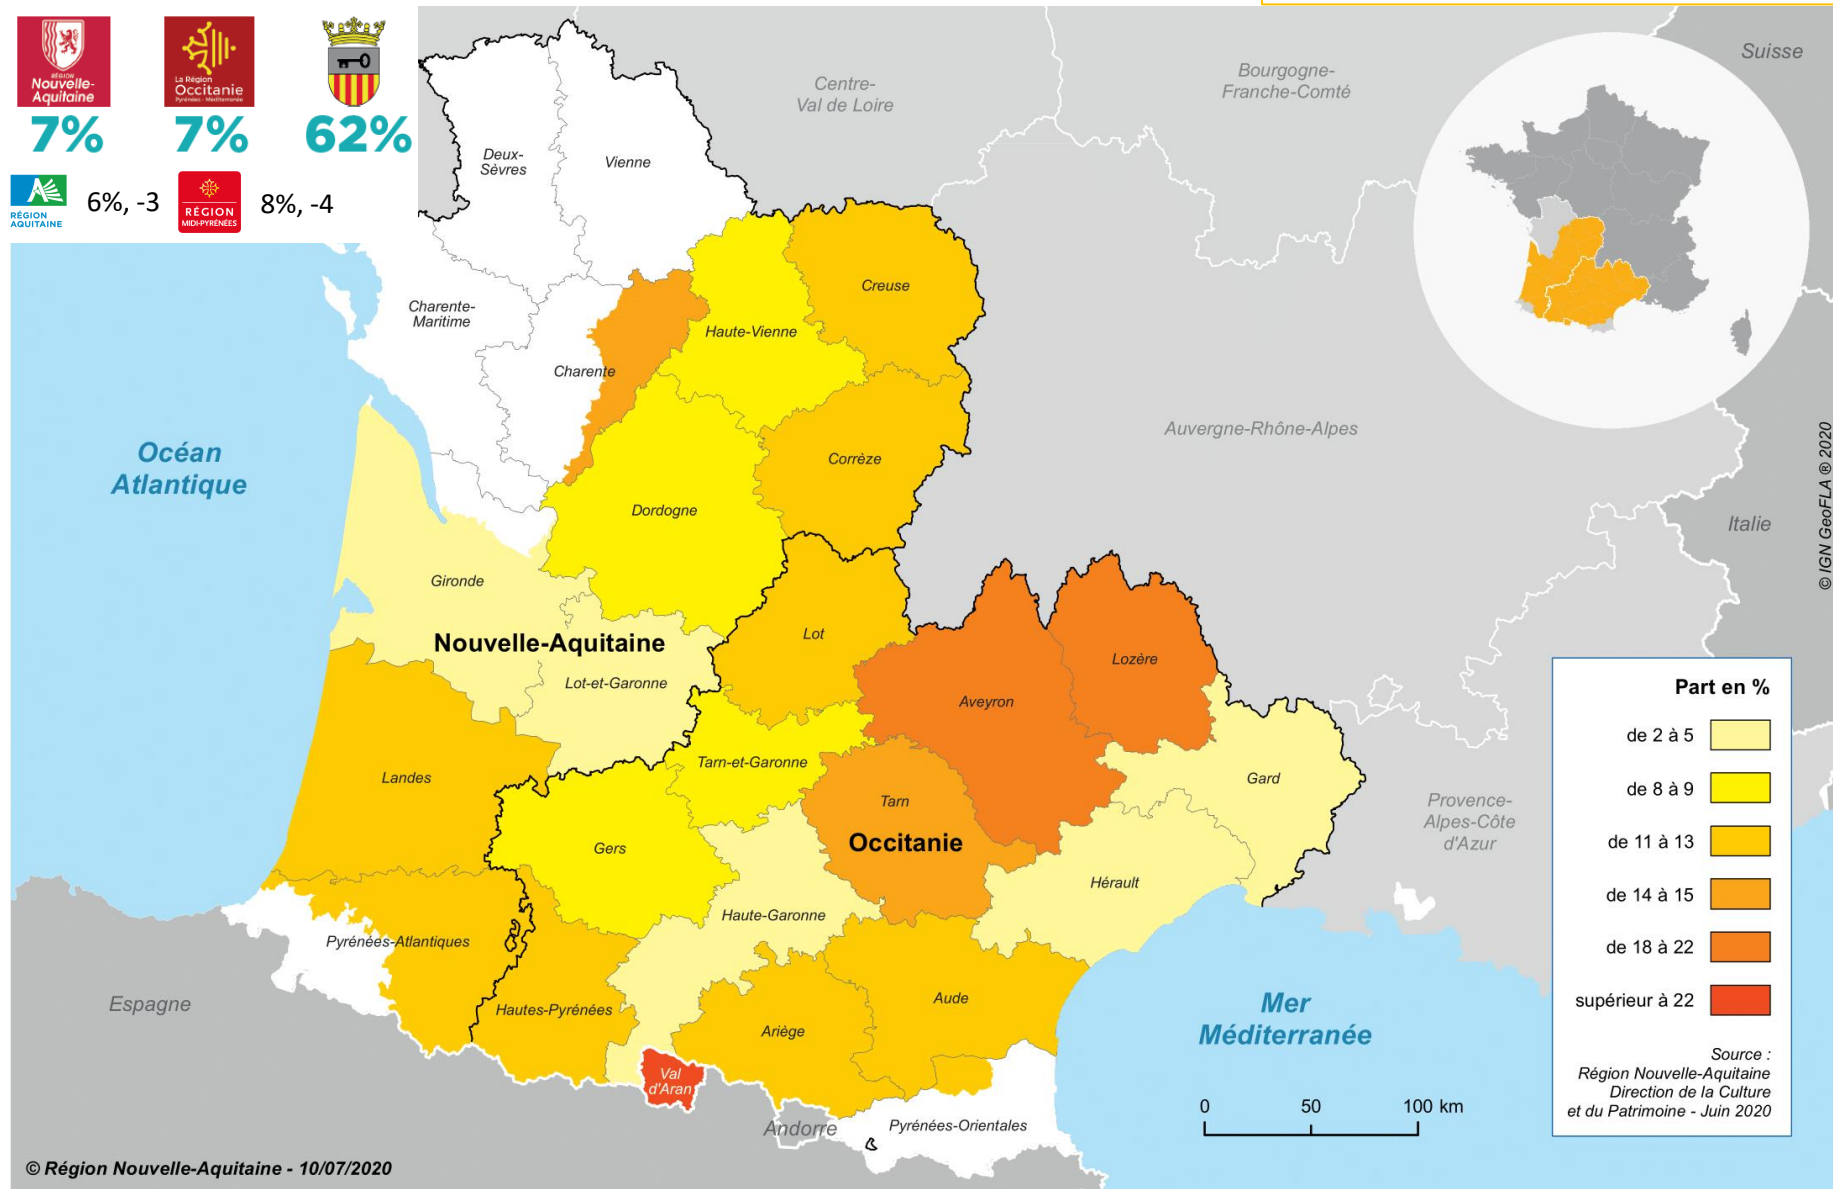 RÉGION
Nouvelle-
Aquitaine
La Région
Occitanie
Pyrénées - Méditerranée
7%
7%
62%
RÉGION
AQUITAINE
6%, -3
RÉGION
MIDI-PYRÉNÉES
8%, -4
Centre-
Val de Loire
Bourgogne-
Franche-Comté
Suisse
Deux-
Sèvres
Vienne
Charente-
Maritime
Charente
Haute-Vienne
Creuse
Corrèze
Dordogne
Auvergne-Rhône-Alpes
Océan
Atlantique
Italie
© IGN GeoFLA ® 2020
Gironde
Nouvelle-Aquitaine
Lot-et-Garonne
Lot
Aveyron
Lozère
Landes
Tarn-et-Garonne
Tarn
Occitanie
Gard
Gers
Hérault
Haute-Garonne
Provence-
Alpes-Côte
d'Azur
Pyrénées-Atlantiques
Hautes-Pyrénées
Ariège
Aude
Espagne
Val
d'Aran
Andorre
Pyrénées-Orientales
Mer
Méditerranée
Part en %
de 2 à 5
de 8 à 9
de 11 à 13
de 14 à 15
de 18 à 22
supérieur à 22
Source :
Région Nouvelle-Aquitaine
Direction de la Culture
et du Patrimoine - Juin 2020
0 50 100 km
© Région Nouvelle-Aquitaine - 10/07/2020